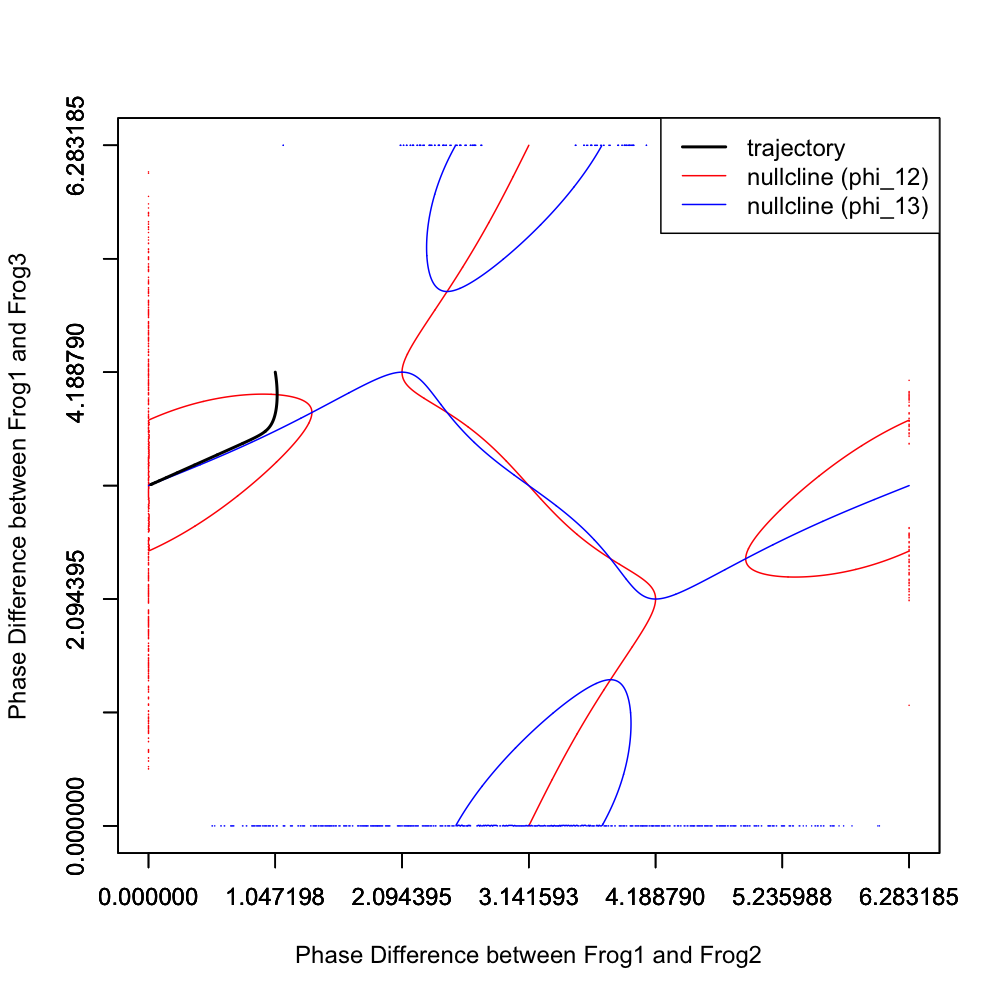 trajectory
nullcline (phi_12)
nullcline (phi_13)
Phase Difference between Frog1 and Frog3
6.283185
4.188790
2.094395
0.000000
0.000000 1.047198 2.094395 3.141593 4.188790 5.235988 6.283185
Phase Difference between Frog1 and Frog2